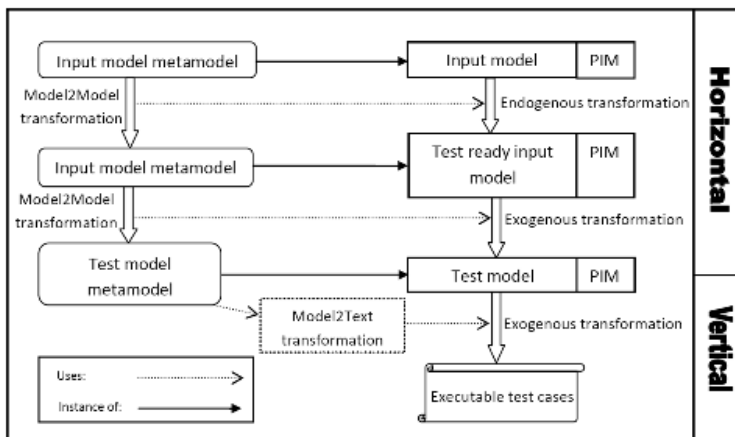 Input model metamodel
Input model
PIM
Horizontal
Model2Model
transformation
Endogenous transformation
Input model metamodel
Test ready input
model
PIM
Model2Model
transformation
Exogenous transformation
Test model
metamodel
Test model
PIM
Vertical
Model2Text
transformation
Exogenous transformation
Uses:
Instance of:
Executable test cases